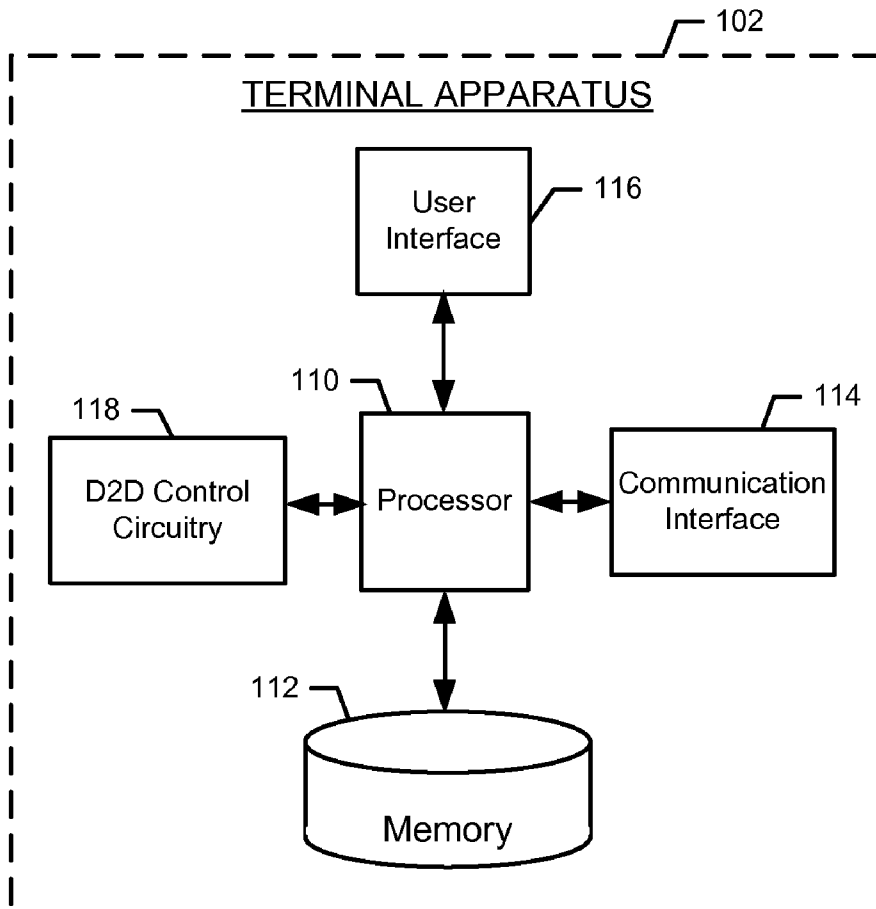 102
TERMINAL APPARATUS
User
Interface
116
110
118
114
D2D Control
Circuitry
Processor
Communication
Interface
112
Memory